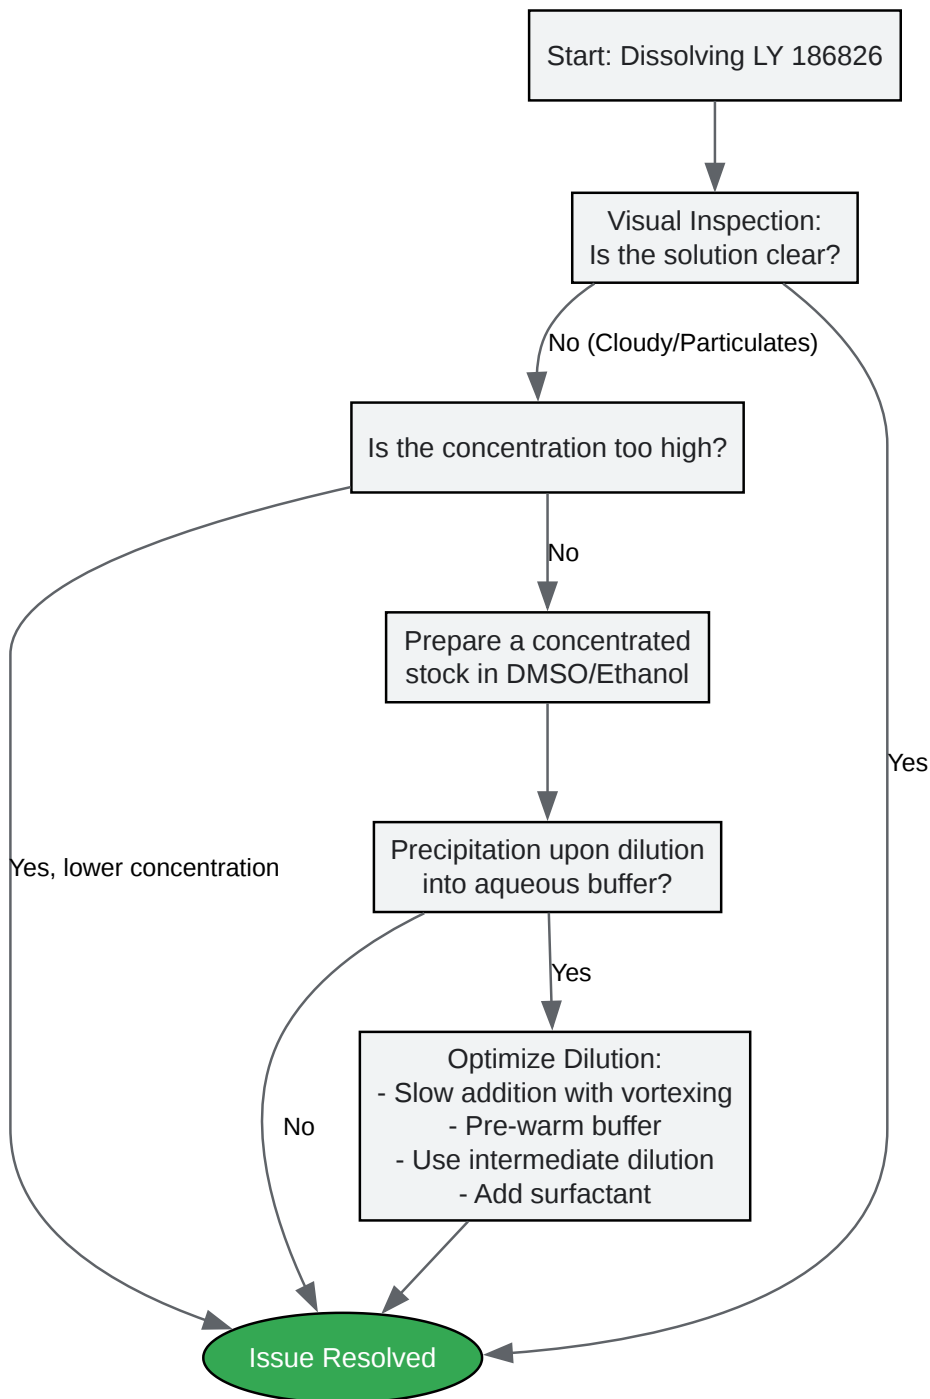 Start: Dissolving LY 186826
Visual Inspection:
Is the solution clear?
No (Cloudy/Particulates)
Is the concentration too high?
No
Prepare a concentrated
stock in DMSO/Ethanol
Yes
Precipitation upon dilution
into aqueous buffer?
Yes, lower concentration
Yes
Optimize Dilution:
- Slow addition with vortexing
- Pre-warm buffer
- Use intermediate dilution
- Add surfactant
No
Issue Resolved